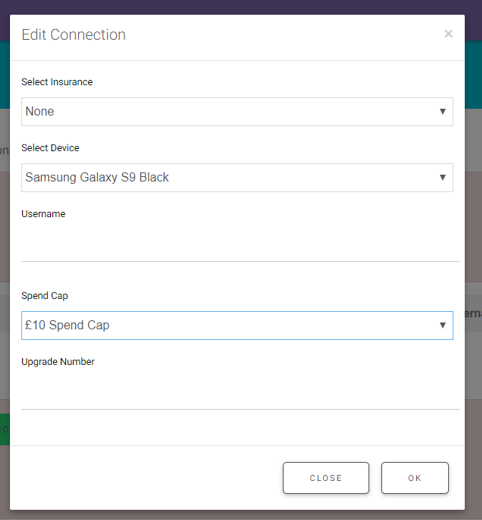 Edit Connection ×
Select Insurance
None
Select Device
Samsung Galaxy S9 Black
Username
Spend Cap
£10 Spend Cap
Upgrade Number
CLOSE OK